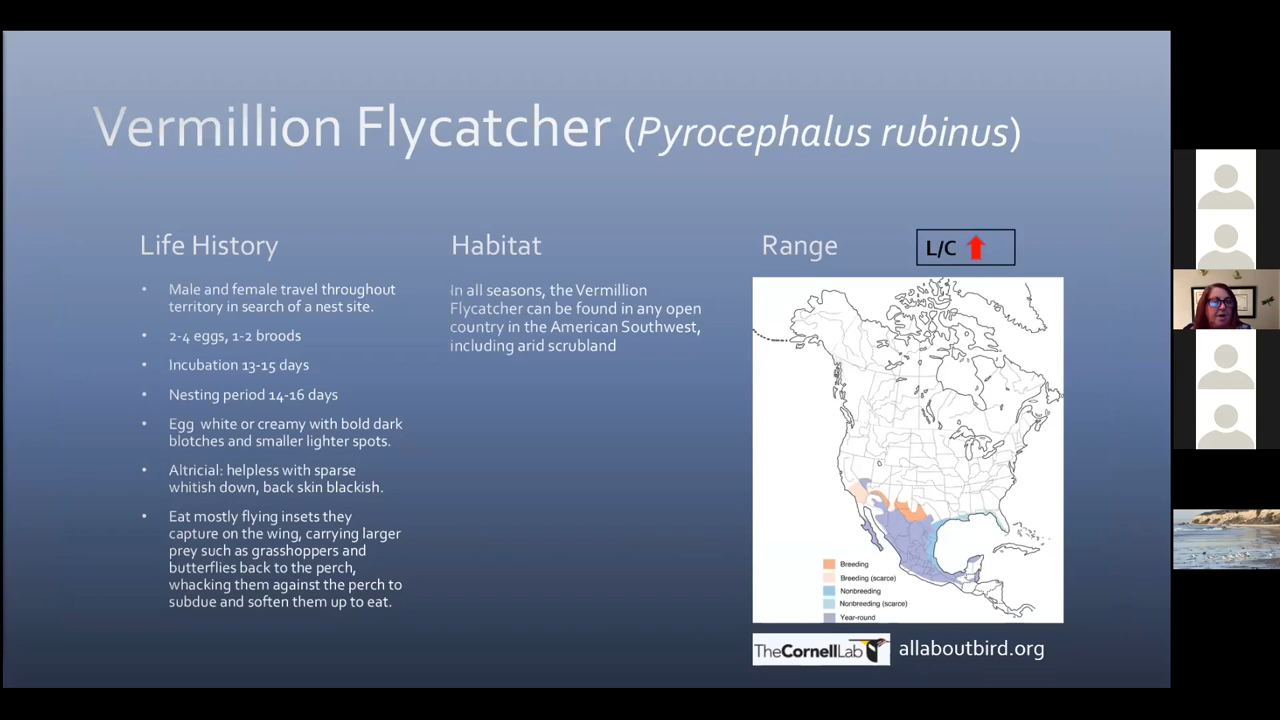 Vermillion Flycatcher (Pyrocephalus rubinus)
Life History
• Male and female travel throughout
territory in search of a nest site.
• 2-4 eggs, 1-2 broods
• Incubation 13-15 days
• Nesting period 14-16 days
• Egg white or creamy with bold dark
blotches and smaller lighter spots.
• Altricial: helpless with sparse
whitish down, back skin blackish.
• Eat mostly flying insets they
capture on the wing, carrying larger
prey such as grasshoppers and
butterflies back to the perch,
whacking them against the perch to
subdue and soften them up to eat.
Habitat
In all seasons, the Vermillion
Flycatcher can be found in any open
country in the American Southwest,
including arid scrubland
Range
L/C
Breeding
Breeding (scarce)
Nonbreeding
Nonbreeding (scarce)
Year-round
TheCornellLab
allaboutbird.org